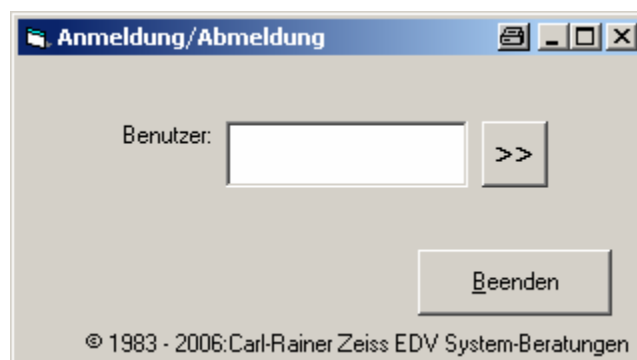 Anmeldung/Abmeldung
Benutzer:
>>
Beenden
© 1983 - 2006:Carl-Rainer Zeiss EDV System-Beratungen